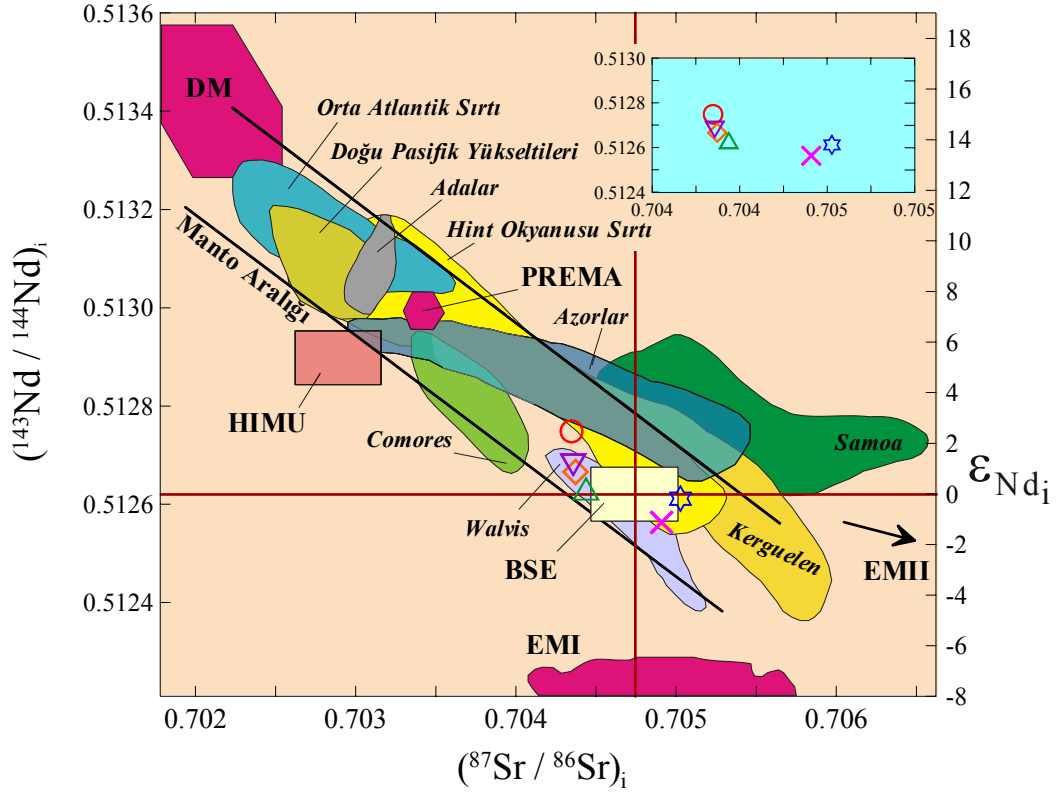 0.5136
0.5134
0.5132
0.5130
0.5128
0.5126
0.5124
(¹⁴³Nd / ¹⁴⁴Nd)ᵢ
DM
Orta Atlantik Sırtı
Doğu Pasifik Yükseltileri
Adalar
Hint Okyanusu Sırtı
Manto Aralığı
PREMA
Azorlar
HIMU
Comores
Samoa
Walvis
BSE
Kerguelen
EMII
EMI
0.5130
0.5128
0.5126
0.5124
0.704
0.704
0.705
0.705
18
16
14
12
10
8
6
4
2
0
-2
-4
-6
-8
εNdᵢ
0.702
0.703
0.704
0.705
0.706
(⁸⁷Sr / ⁸⁶Sr)ᵢ